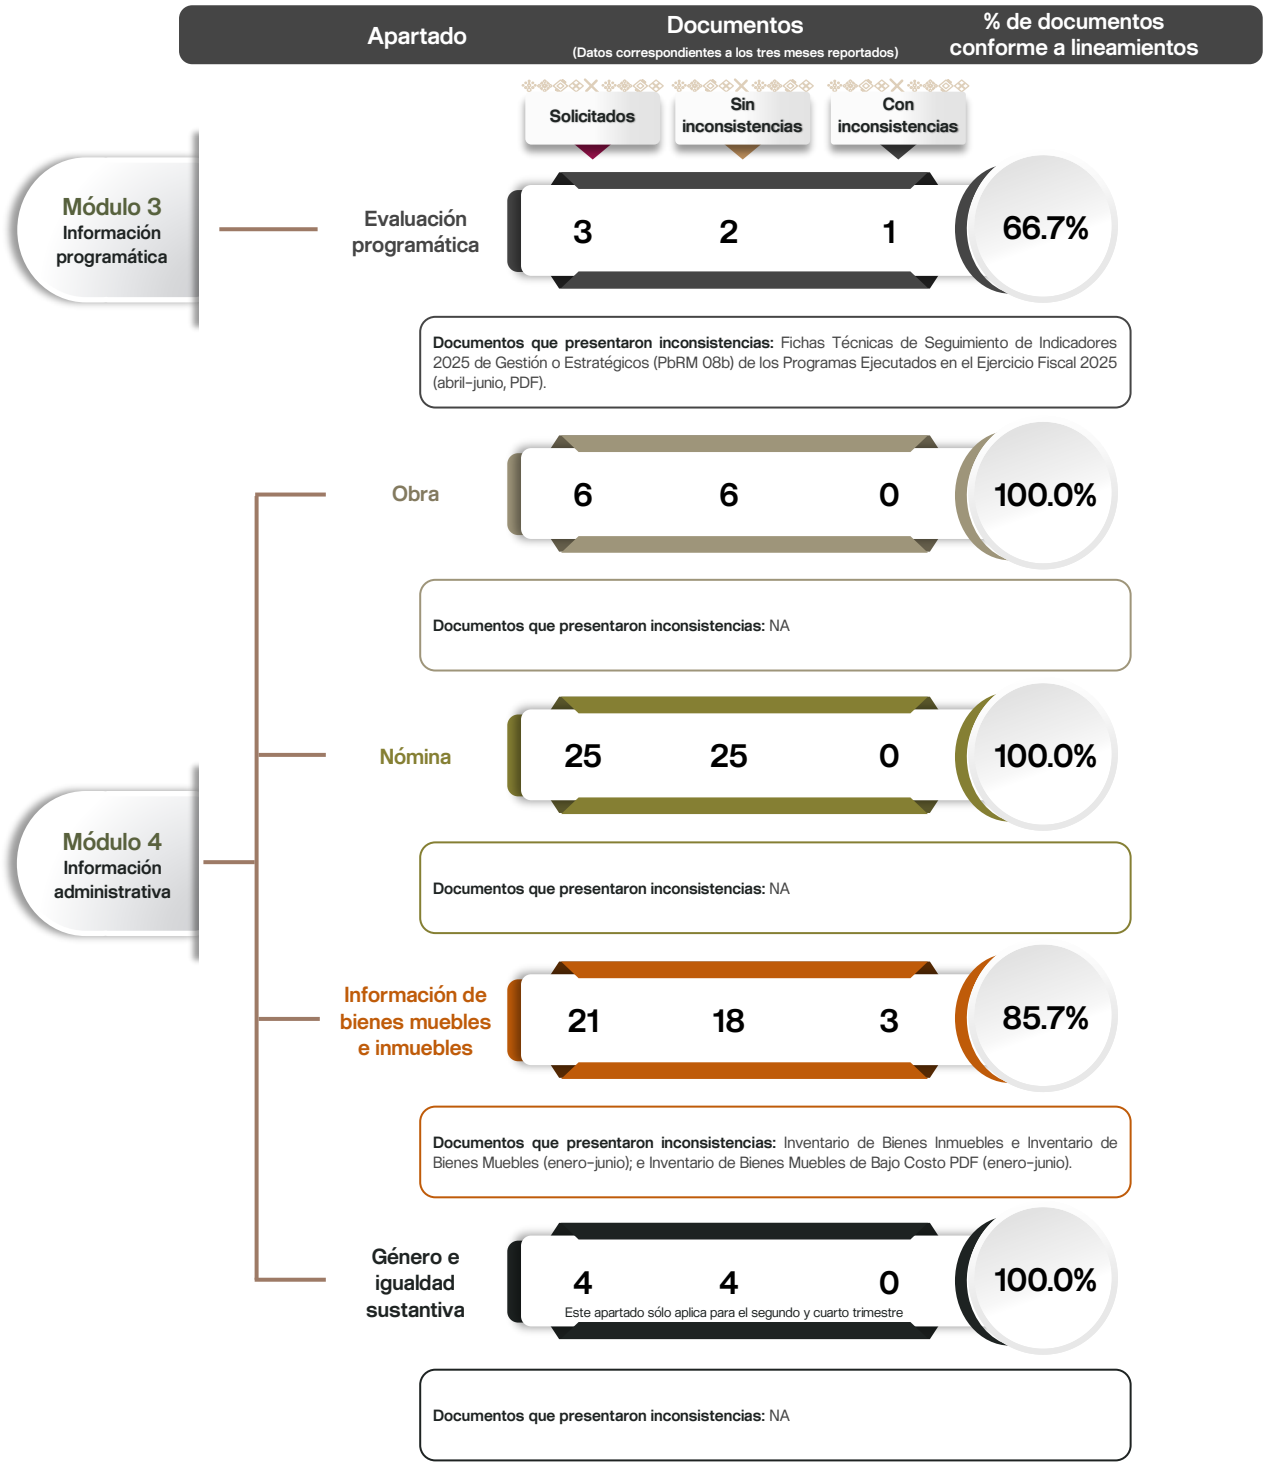 Apartado
Documentos
(Datos correspondientes a los tres meses reportados)
% de documentos
conforme a lineamientos
Solicitados
Sin
inconsistencias
Con
inconsistencias
Módulo 3
Información
programática
Evaluación
programática
3 2 1 66.7%
Documentos que presentaron inconsistencias: Fichas Técnicas de Seguimiento de Indicadores
2025 de Gestión o Estratégicos (PbRM 08b) de los Programas Ejecutados en el Ejercicio Fiscal 2025
(abril–junio, PDF).
Obra
6 6 0 100.0%
Documentos que presentaron inconsistencias: NA
Nómina
25 25 0 100.0%
Documentos que presentaron inconsistencias: NA
Módulo 4
Información
administrativa
Información de
bienes muebles
e inmuebles
21 18 3 85.7%
Documentos que presentaron inconsistencias: Inventario de Bienes Inmuebles e Inventario de
Bienes Muebles (enero–junio); e Inventario de Bienes Muebles de Bajo Costo PDF (enero–junio).
Género e
igualdad
sustantiva
4 4 0 100.0%
Este apartado sólo aplica para el segundo y cuarto trimestre
Documentos que presentaron inconsistencias: NA